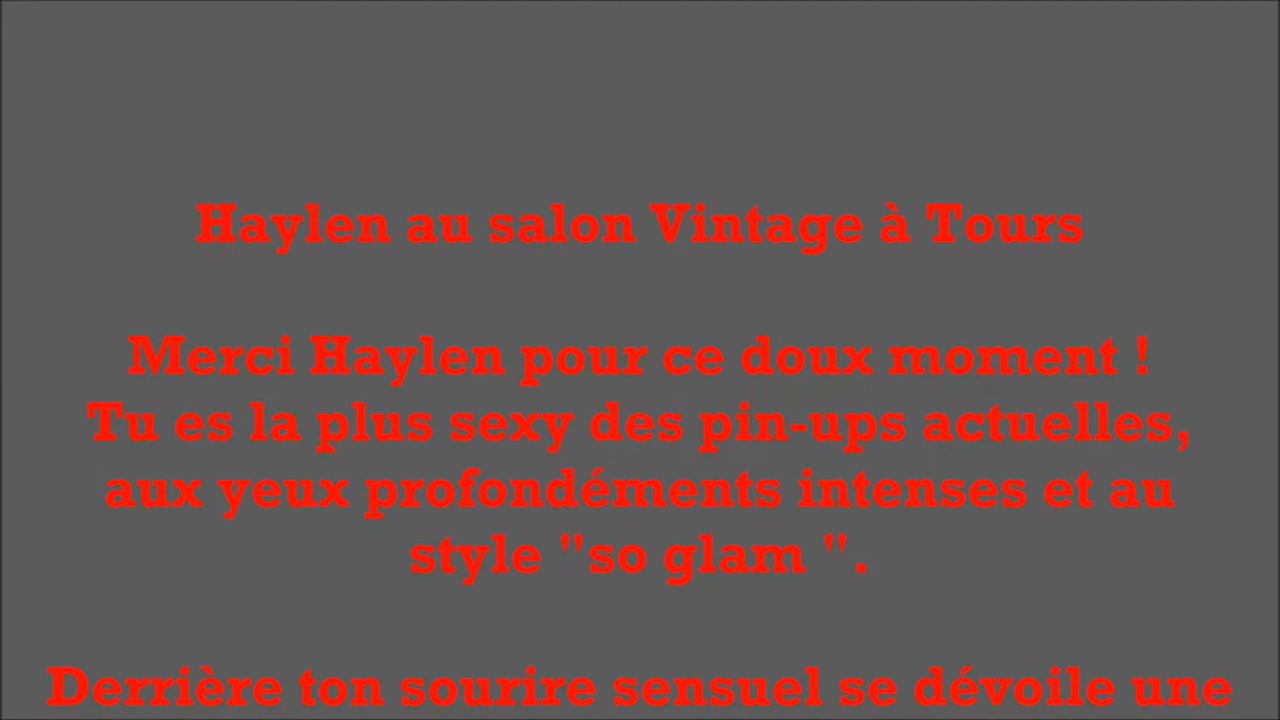 Haylen au salon Vintage à Tours
Merci Haylen pour ce doux moment !
Tu es la plus sexy des pin-ups actuelles,
aux yeux profondéments intenses et au
style "so glam ".
Derrière ton sourire sensuel se dévoile une